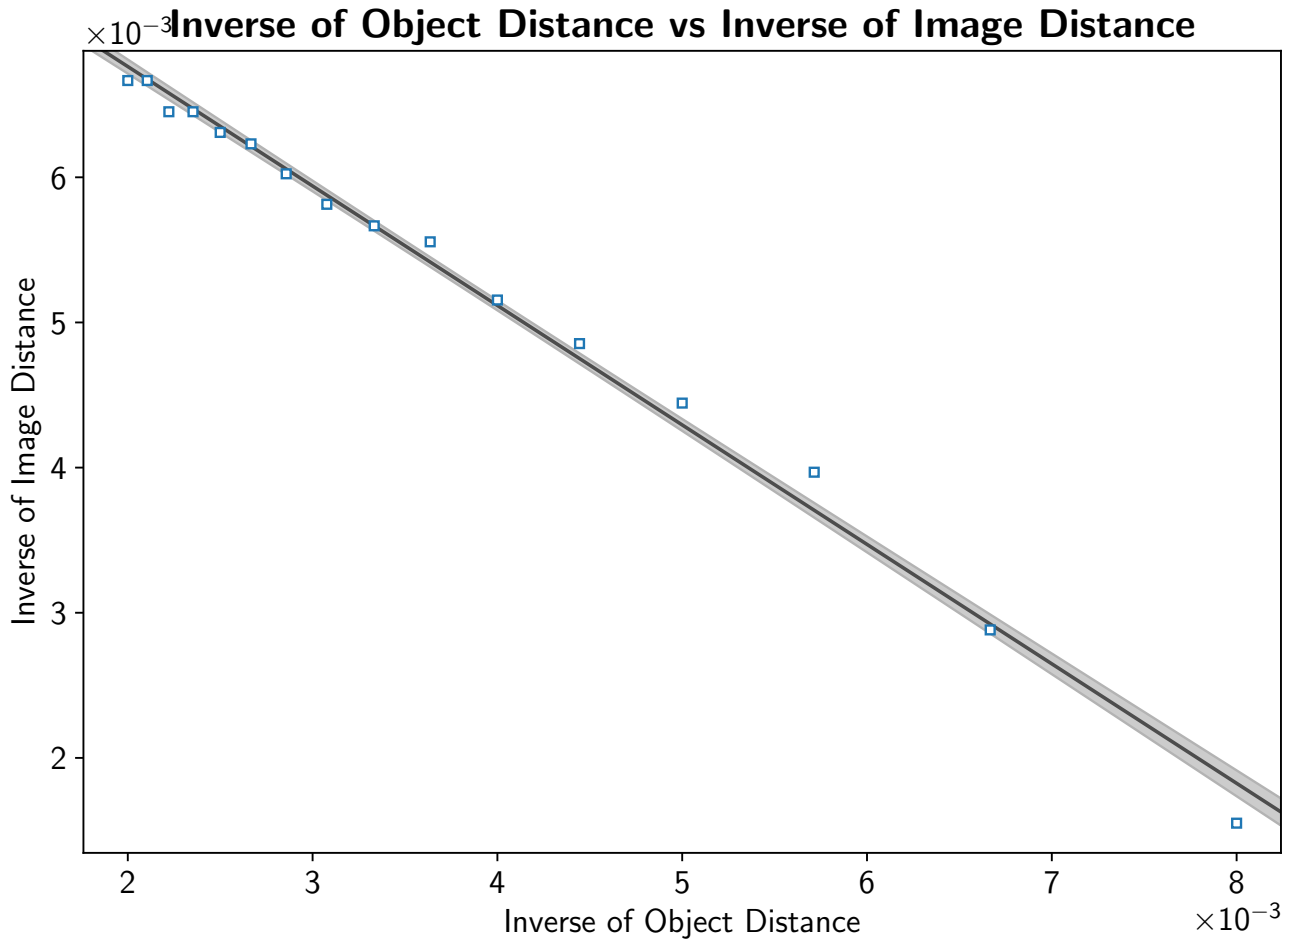 Inverse of Object Distance vs Inverse of Image Distance
×10⁻³
6
5
4
3
2
Inverse of Image Distance
2 3 4 5 6 7 8
Inverse of Object Distance
×10⁻³